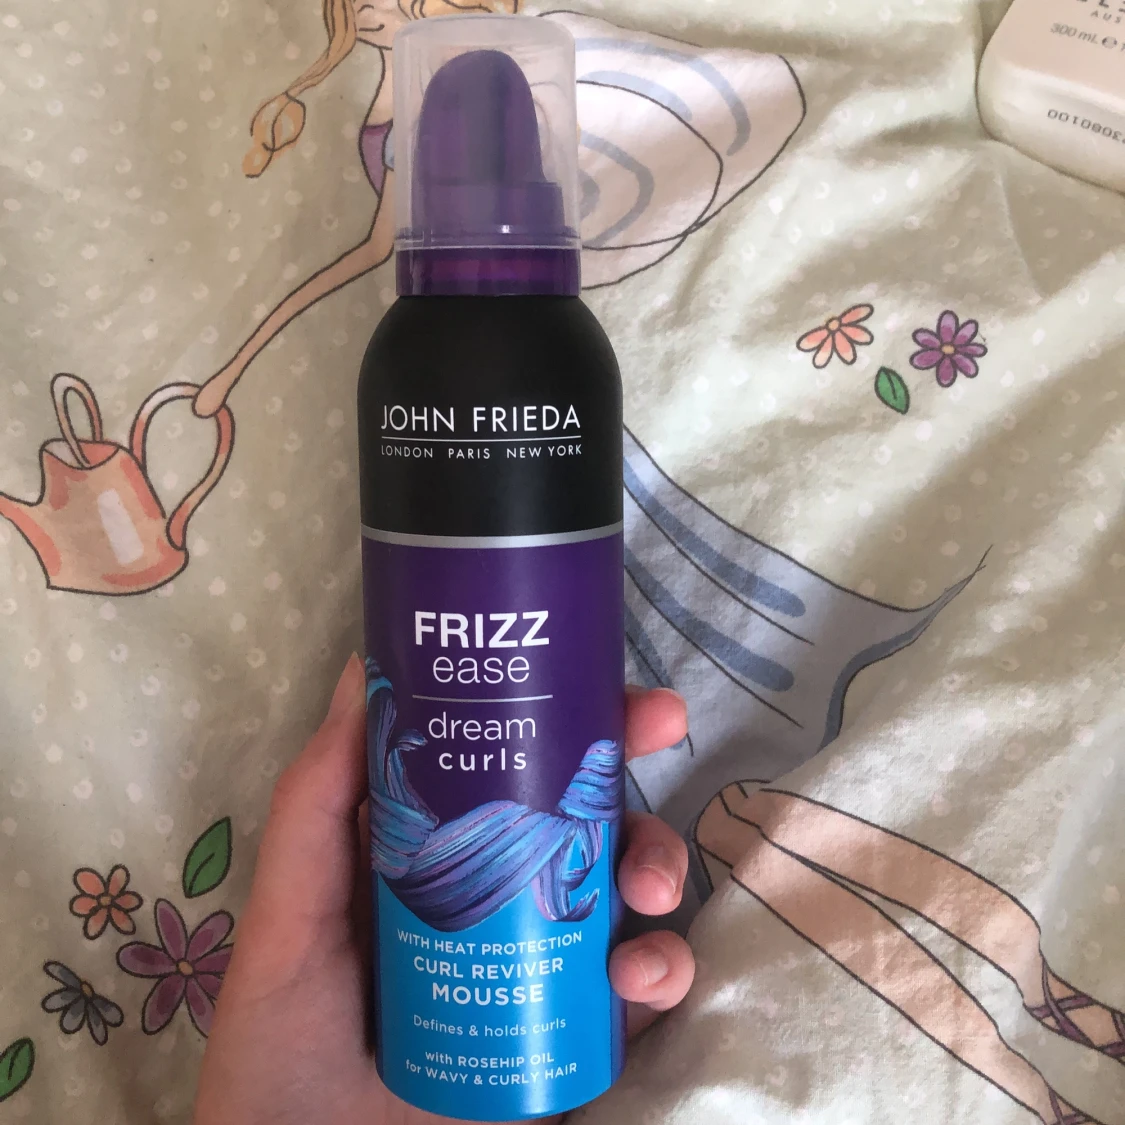 JOHN FRIEDA
LONDON PARIS NEW YORK
FRIZZ
ease
dream
curls
WITH HEAT PROTECTION
CURL REVIVER
MOUSSE
Defines & holds curls
with ROSEHIP OIL
for WAVY & CURLY HAIR
300 mL ℮